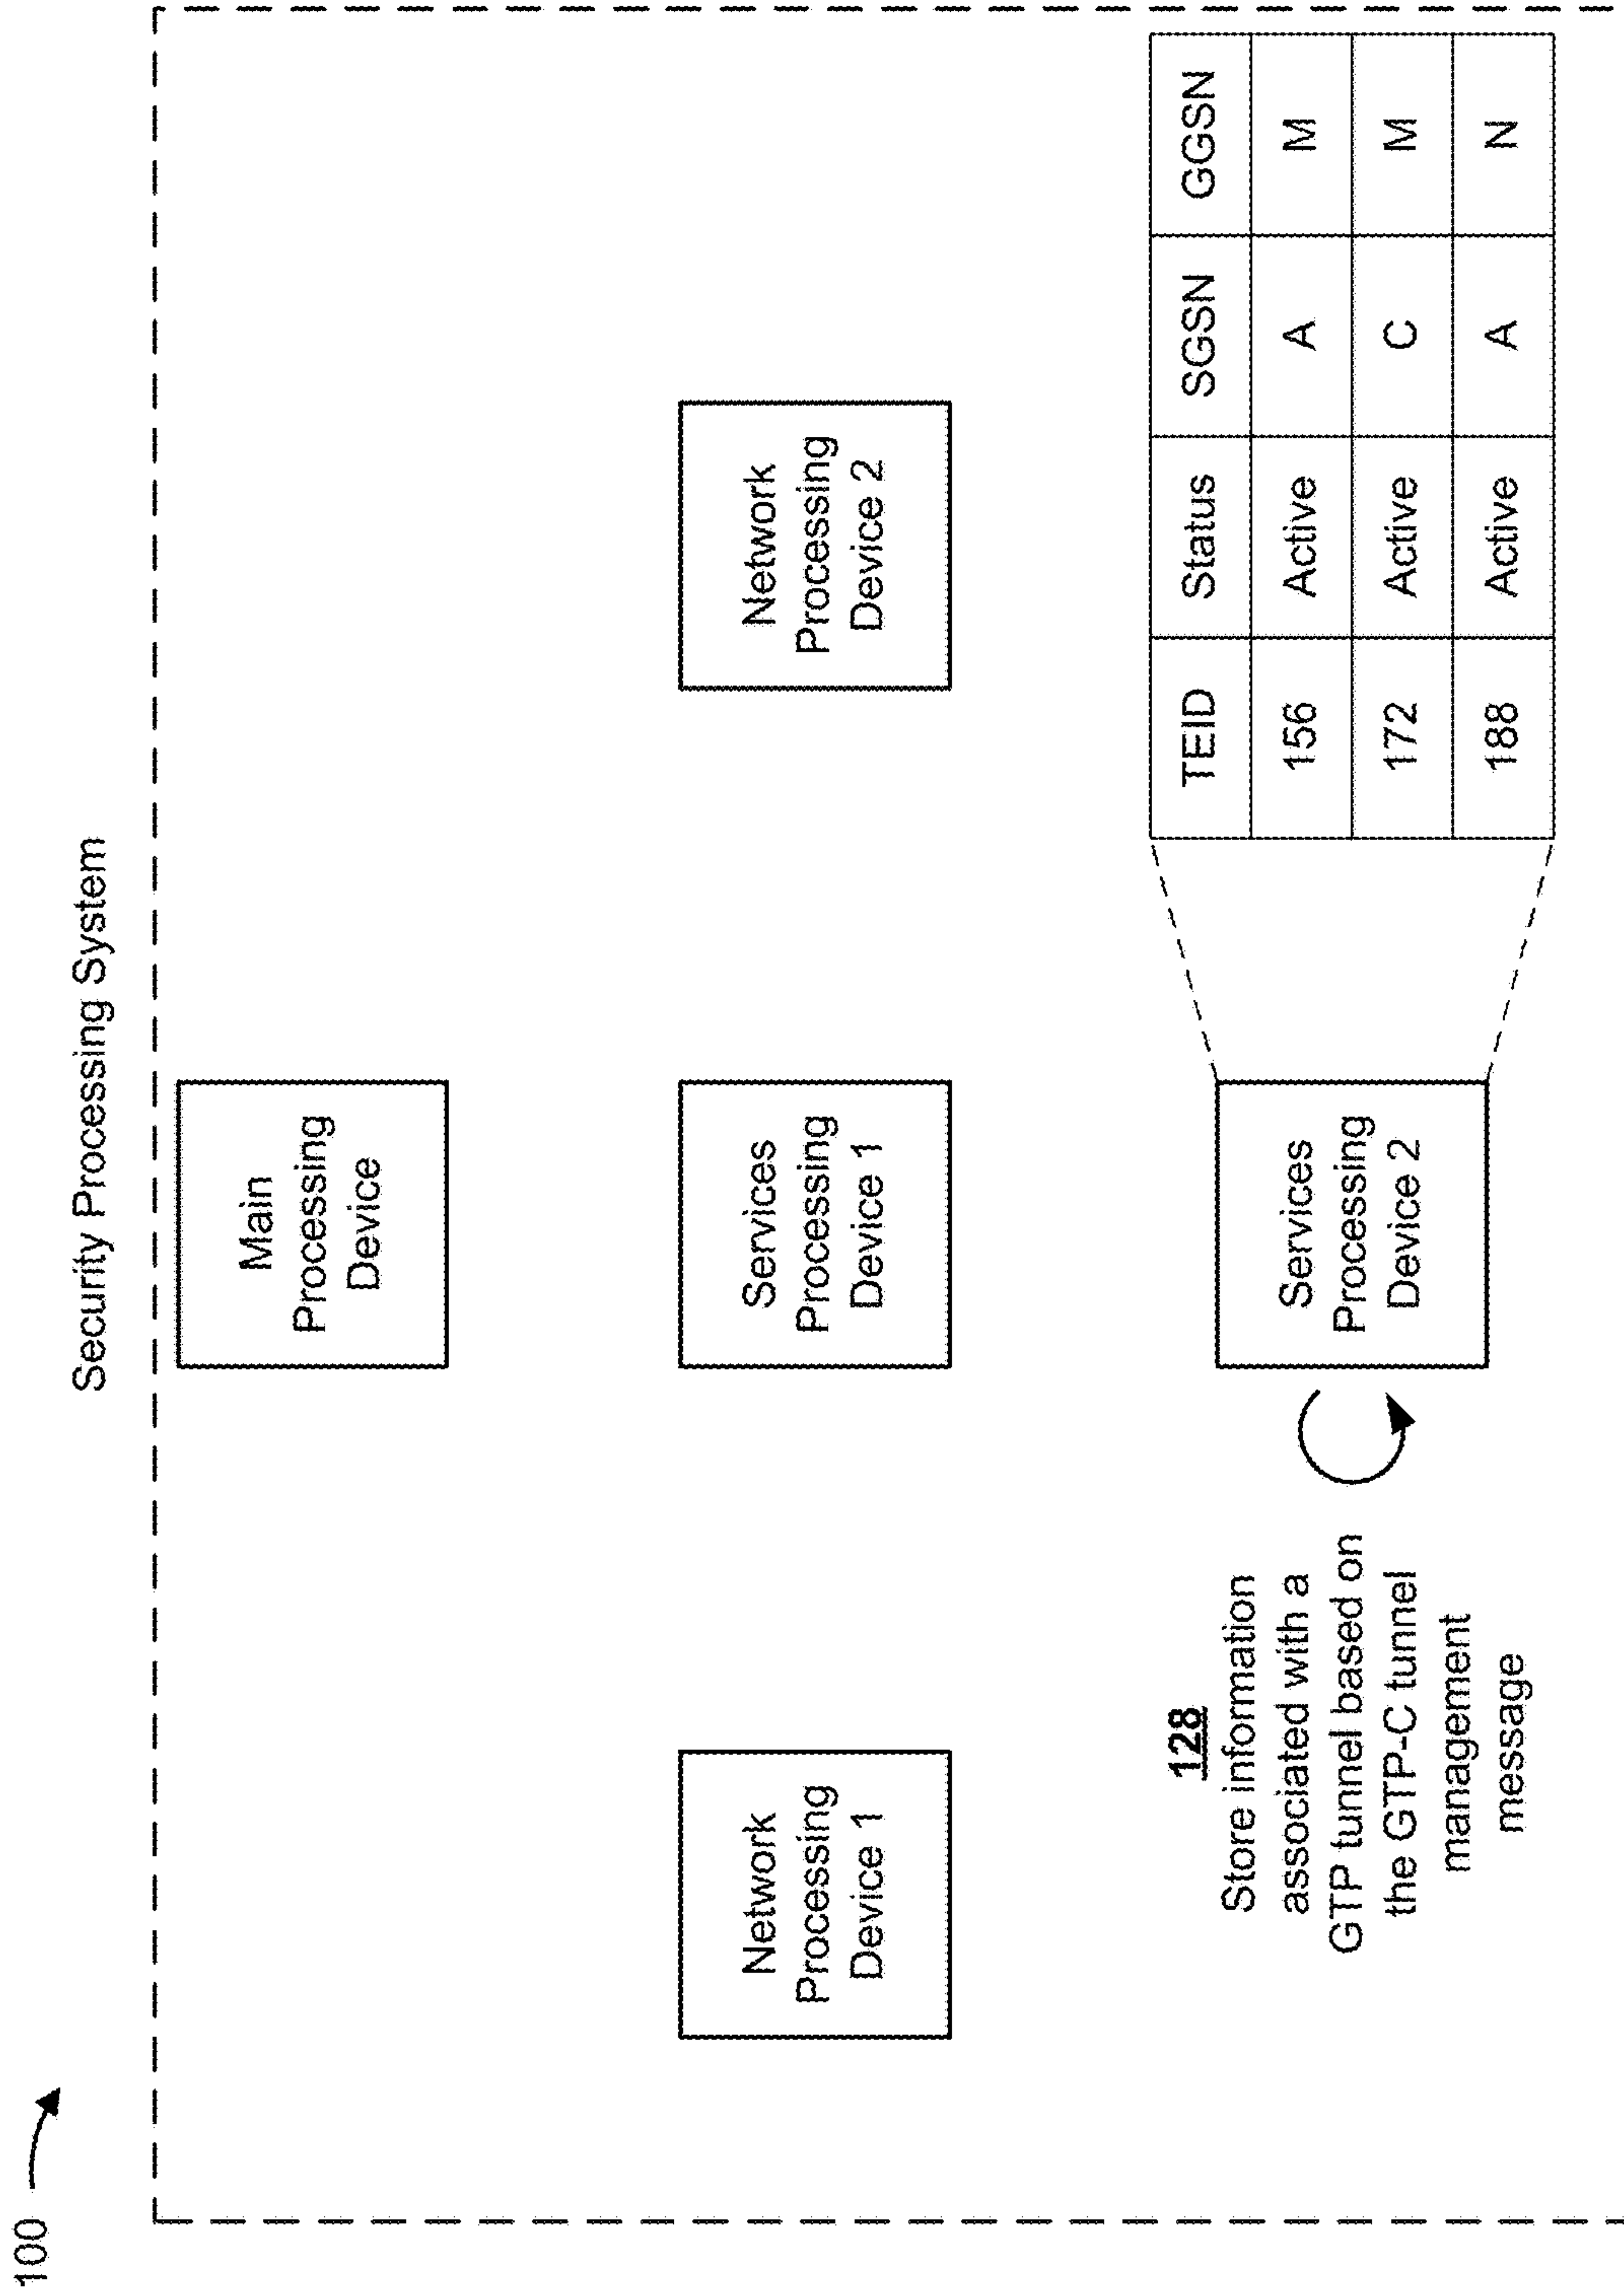 100
Security Processing System
Main
Processing
Device
Network
Processing
Device 1
Services
Processing
Device 1
Network
Processing
Device 2
128
Store information
associated with a
GTP tunnel based on
the GTP-C tunnel
management
message
Services
Processing
Device 2
TEID Status SGSN GGSN
156 Active A M
172 Active C M
188 Active A N